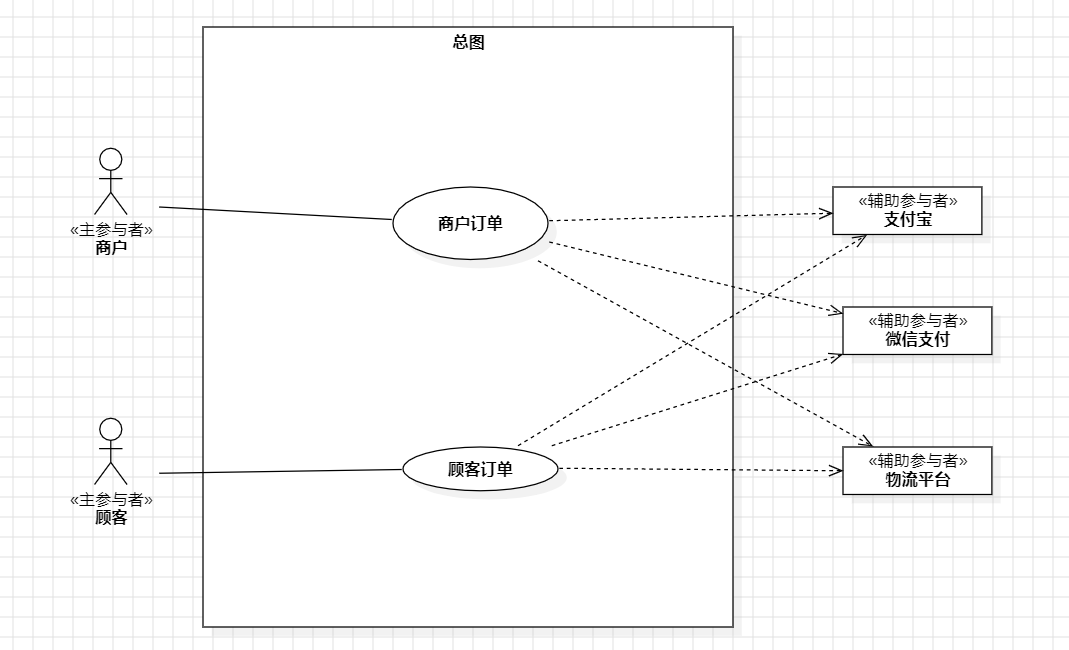 总图
«主参与者»
商户
商户订单
«辅助参与者»
支付宝
«辅助参与者»
微信支付
«主参与者»
顾客
顾客订单
«辅助参与者»
物流平台